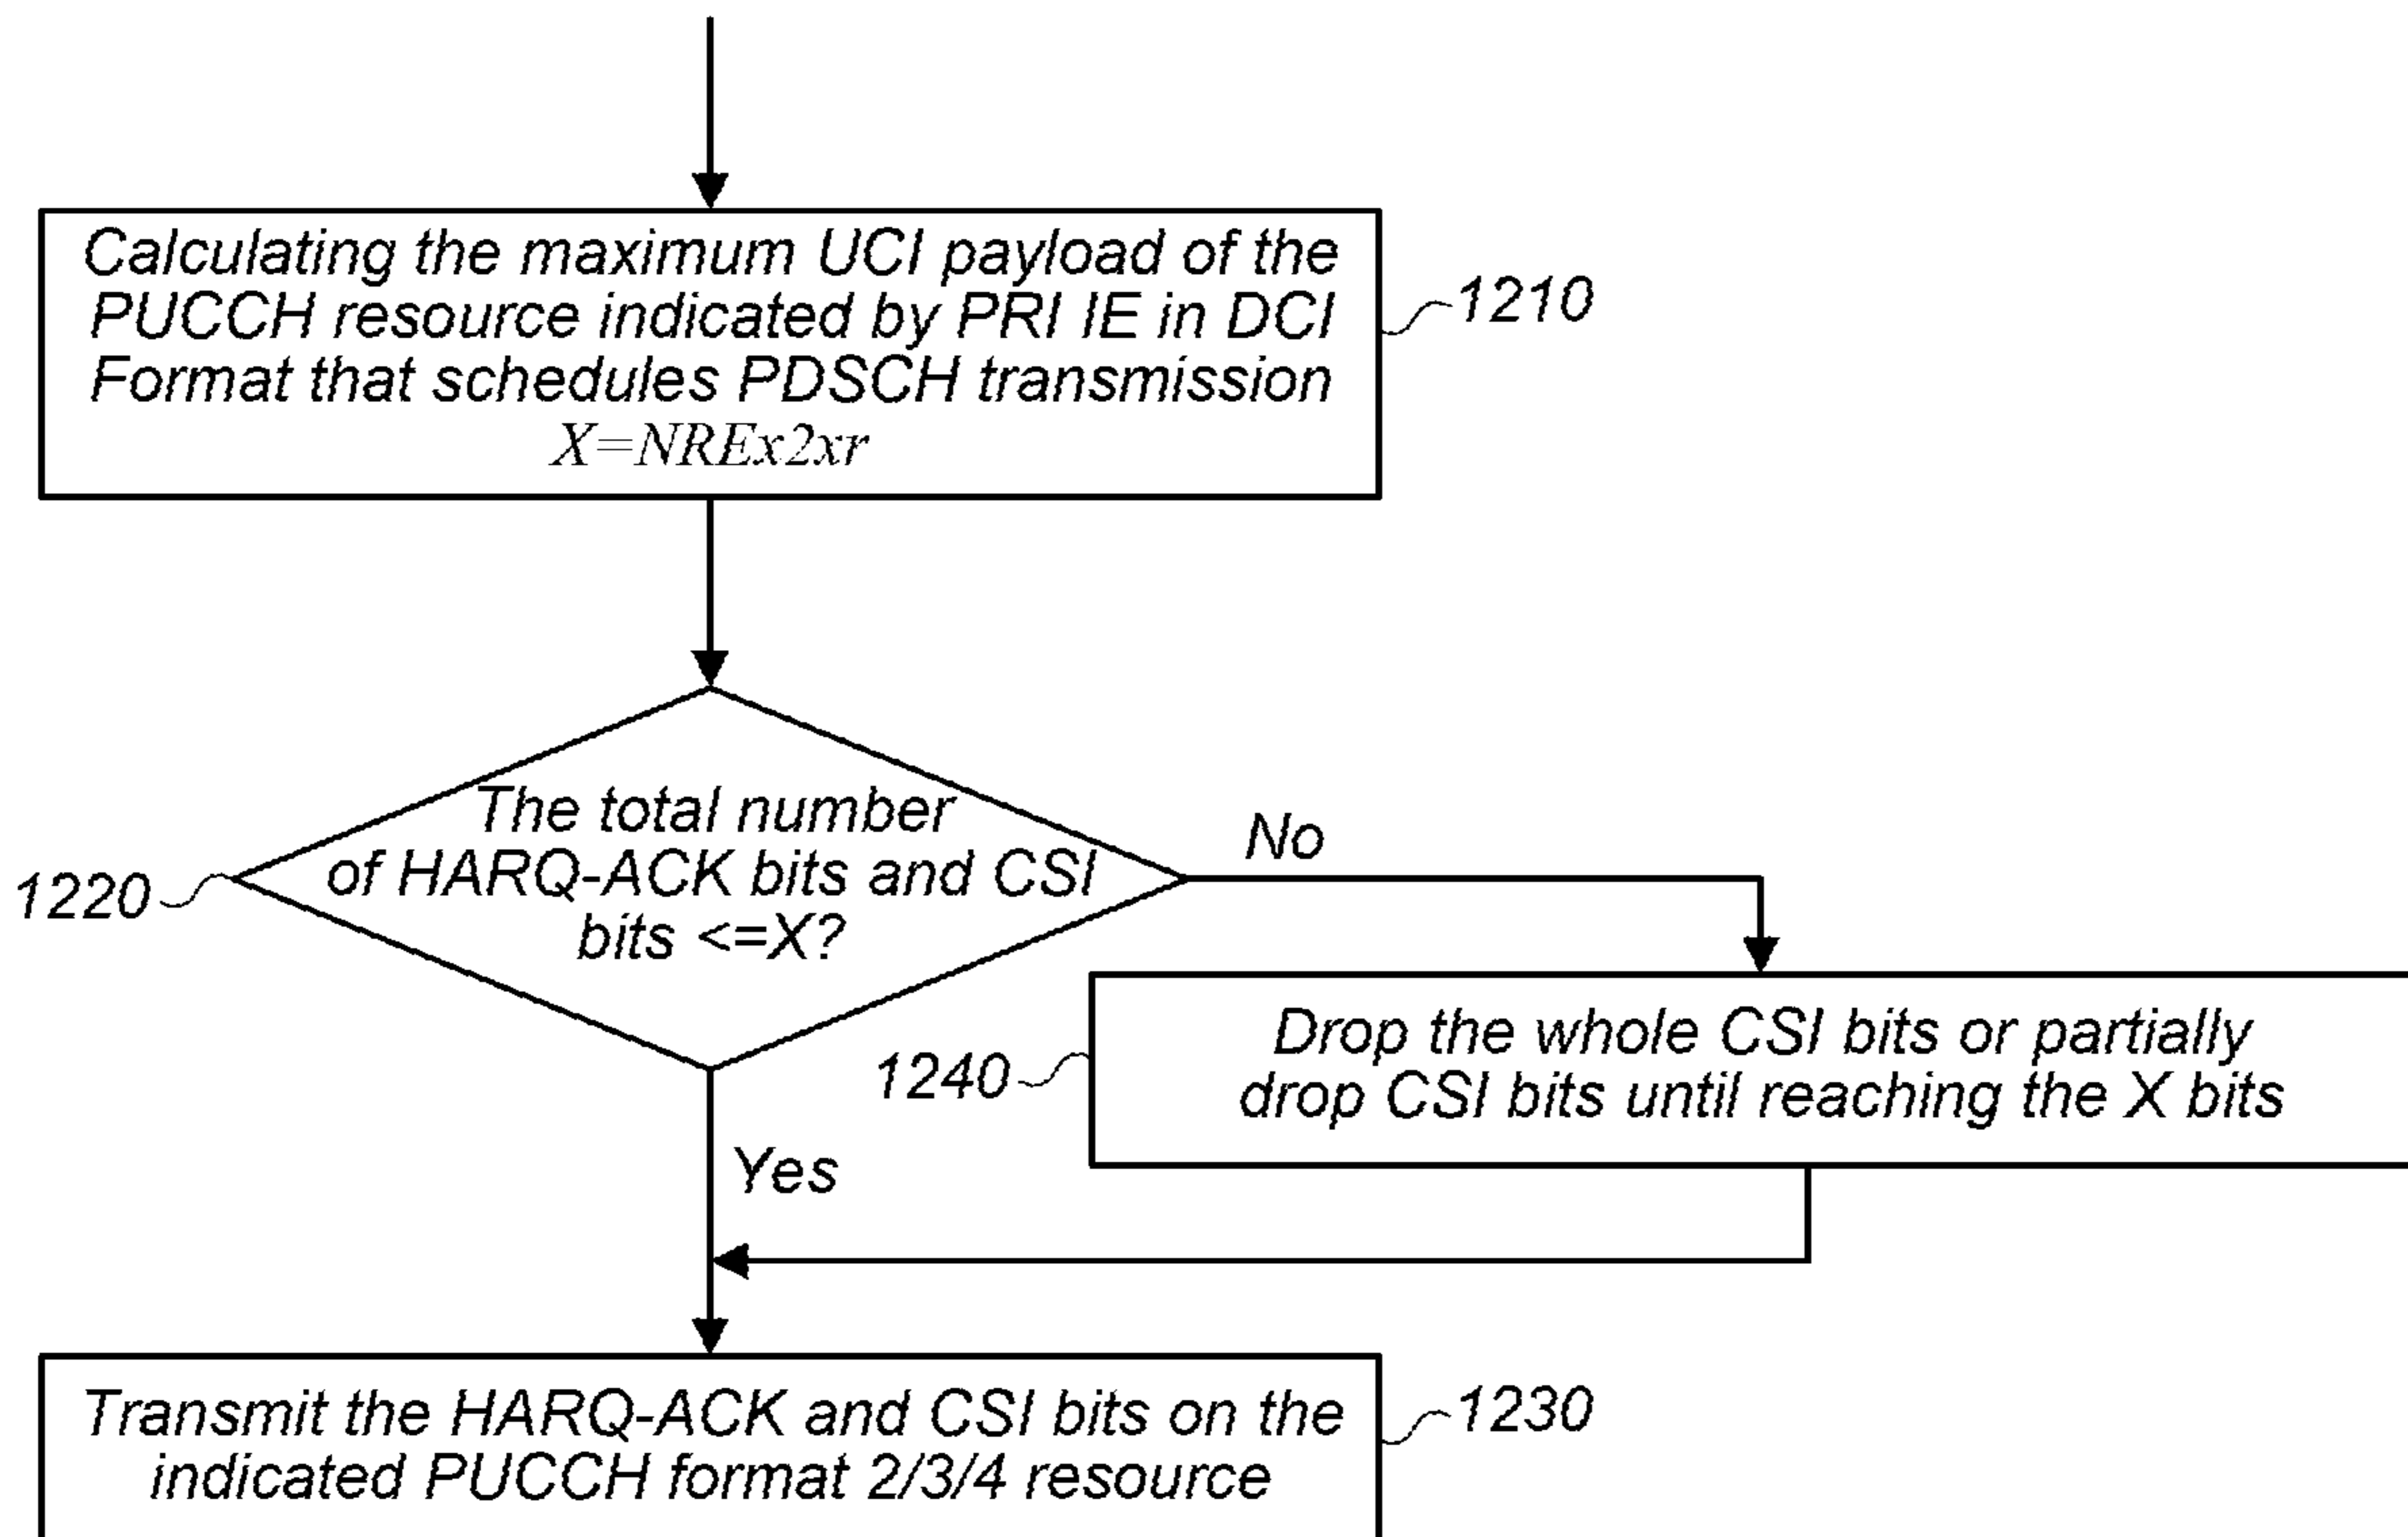 Calculating the maximum UCI payload of the
PUCCH resource indicated by PRI IE in DCI
Format that schedules PDSCH transmission
X=NREx2xr
1210
The total number
of HARQ-ACK bits and CSI
bits <=X?
1220
No
Drop the whole CSI bits or partially
drop CSI bits until reaching the X bits
1240
Yes
Transmit the HARQ-ACK and CSI bits on the
indicated PUCCH format 2/3/4 resource
1230